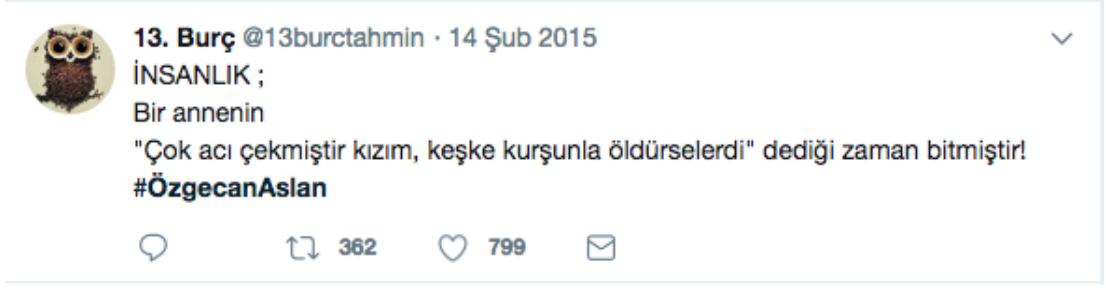 13. Burç @13burctahmin · 14 Şub 2015
İNSANLIK ;
Bir annenin
"Çok acı çekmiştir kızım, keşke kurşunla öldürselerdi" dediği zaman bitmiştir!
#ÖzgecanAslan
362 799